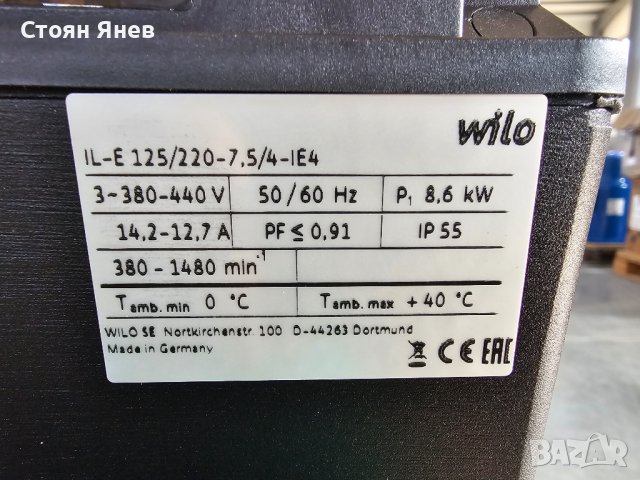 Стоян Янев
wilo
IL-E 125/220-7,5/4-IE4
3~380-440 V 50/60 Hz P₁ 8,6 kW
14,2-12,7 A PF ≤ 0,91 IP 55
380 - 1480 min⁻¹
Tamb. min 0 °C Tamb. max +40 °C
WILO SE Nortkirchenstr. 100 D-44263 Dortmund
Made in Germany
CE EAC
BAZAR